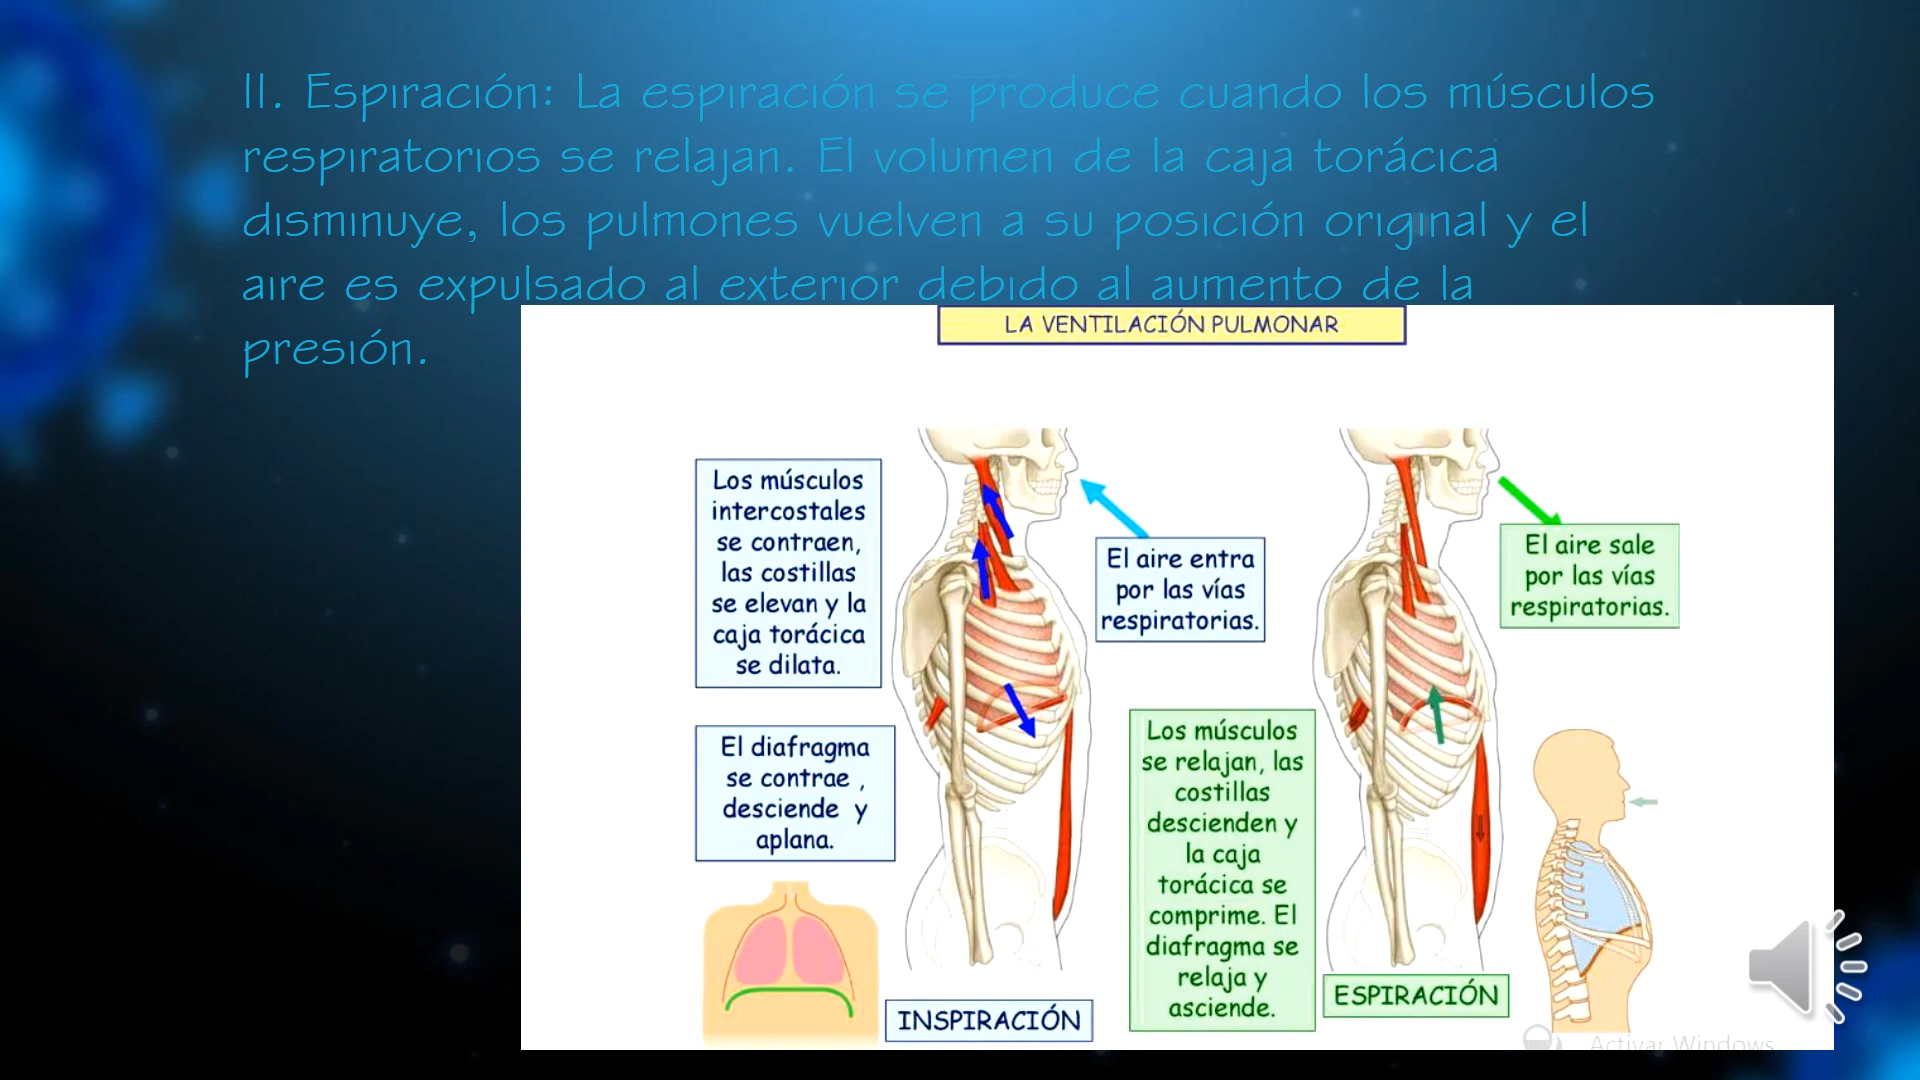 II. Espiración: La espiración se produce cuando los músculos
respiratorios se relajan. El volumen de la caja torácica
disminuye, los pulmones vuelven a su posición original y el
aire es expulsado al exterior debido al aumento de la
presión.
LA VENTILACIÓN PULMONAR
Los músculos
intercostales
se contraen,
las costillas
se elevan y la
caja torácica
se dilata.
El aire entra
por las vías
respiratorias.
El aire sale
por las vías
respiratorias.
El diafragma
se contrae ,
desciende y
aplana.
Los músculos
se relajan, las
costillas
descienden y
la caja
torácica se
comprime. El
diafragma se
relaja y
asciende.
INSPIRACIÓN
ESPIRACIÓN
Activar Windows